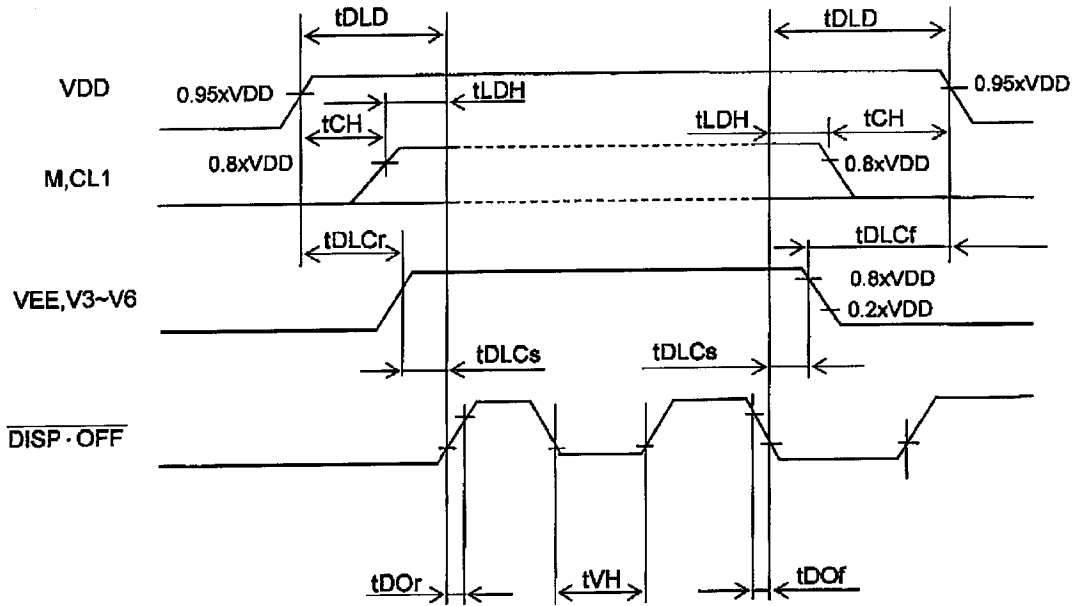 tDLD tDLD
VDD 0.95xVDD 0.95xVDD
tLDH
tCH tLDH tCH
M,CL1 0.8xVDD 0.8xVDD
tDLCr tDLCf
VEE,V3~V6 0.8xVDD
0.2xVDD
tDLCs tDLCs
DISP·OFF
tDOr tVH tDOf